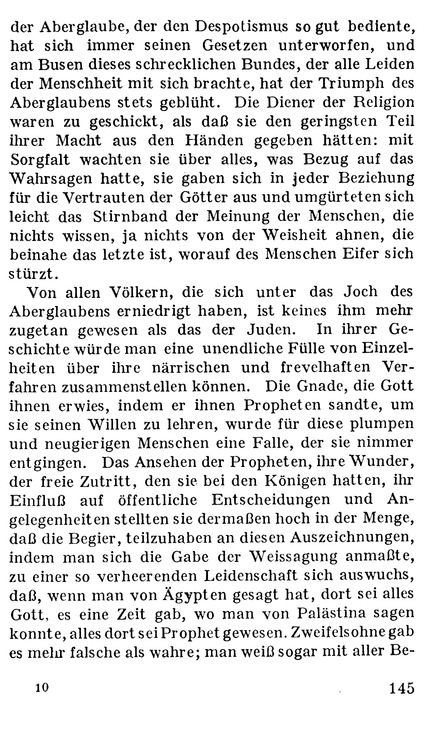 der Aberglaube, der den Despotismus so gut bediente,
hat sich immer seinen Gesetzen unterworfen, und
am Busen dieses schrecklichen Bundes, der alle Leiden
der Menschheit mit sich brachte, hat der Triumph des
Aberglaubens stets geblüht. Die Diener der Religion
waren zu geschickt, als daß sie den geringsten Teil
ihrer Macht aus den Händen gegeben hätten: mit
Sorgfalt wachten sie über alles, was Bezug auf das
Wahrsagen hatte, sie gaben sich in jeder Beziehung
für die Vertrauten der Götter aus und umgürteten sich
leicht das Stirnband der Meinung der Menschen, die
nichts wissen, ja nichts von der Weisheit ahnen, die
beinahe das letzte ist, worauf des Menschen Eifer sich
stürzt.
Von allen Völkern, die sich unter das Joch des
Aberglaubens erniedrigt haben, ist keines ihm mehr
zugetan gewesen als das der Juden. In ihrer Ge-
schichte würde man eine unendliche Fülle von Einzel-
heiten über ihre närrischen und frevelhaften Ver-
fahren zusammenstellen können. Die Gnade, die Gott
ihnen erwies, indem er ihnen Propheten sandte, um
sie seinen Willen zu lehren, wurde für diese plumpen
und neugierigen Menschen eine Falle, der sie nimmer
entgingen. Das Ansehen der Propheten, ihre Wunder,
der freie Zutritt, den sie bei den Königen hatten, ihr
Einfluß auf öffentliche Entscheidungen und An-
gelegenheiten stellten sie dermaßen hoch in der Menge,
daß die Begier, teilzuhaben an diesen Auszeichnungen,
indem man sich die Gabe der Weissagung anmaßte,
zu einer so verheerenden Leidenschaft sich auswuchs,
daß, wenn man von Ägypten gesagt hat, dort sei alles
Gott, es eine Zeit gab, wo man von Palästina sagen
konnte, alles dort sei Prophet gewesen. Zweifelsohne gab
es mehr falsche als wahre; man weiß sogar mit aller Be-
10 145